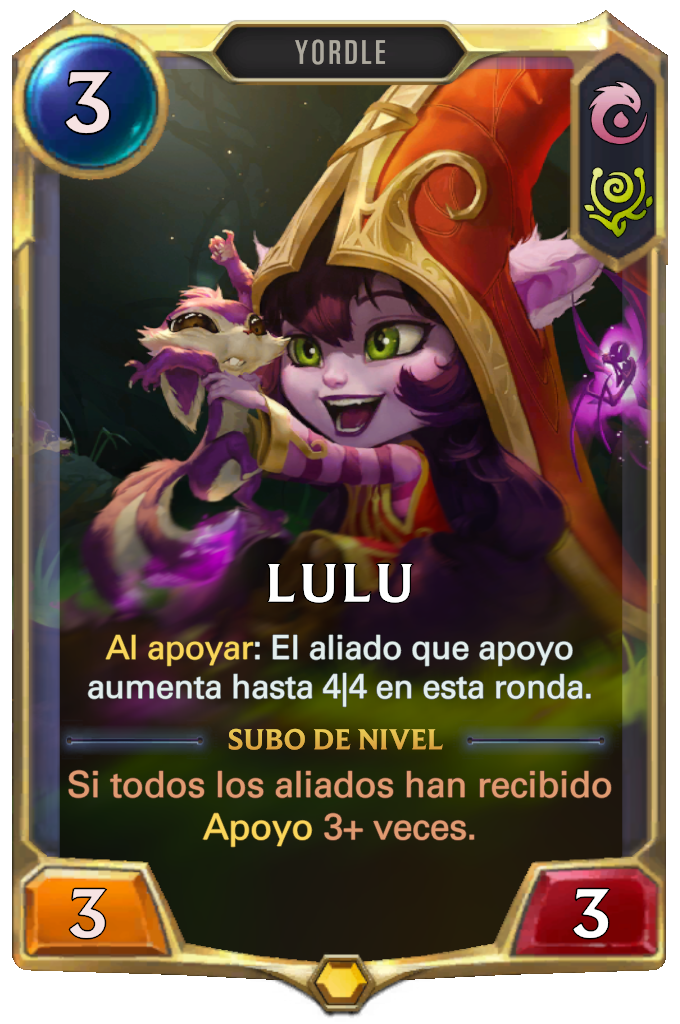 YORDLE
3
LULU
Al apoyar: El aliado que apoyo
aumenta hasta 4|4 en esta ronda.
SUBO DE NIVEL
Si todos los aliados han recibido
Apoyo 3+ veces.
3
3